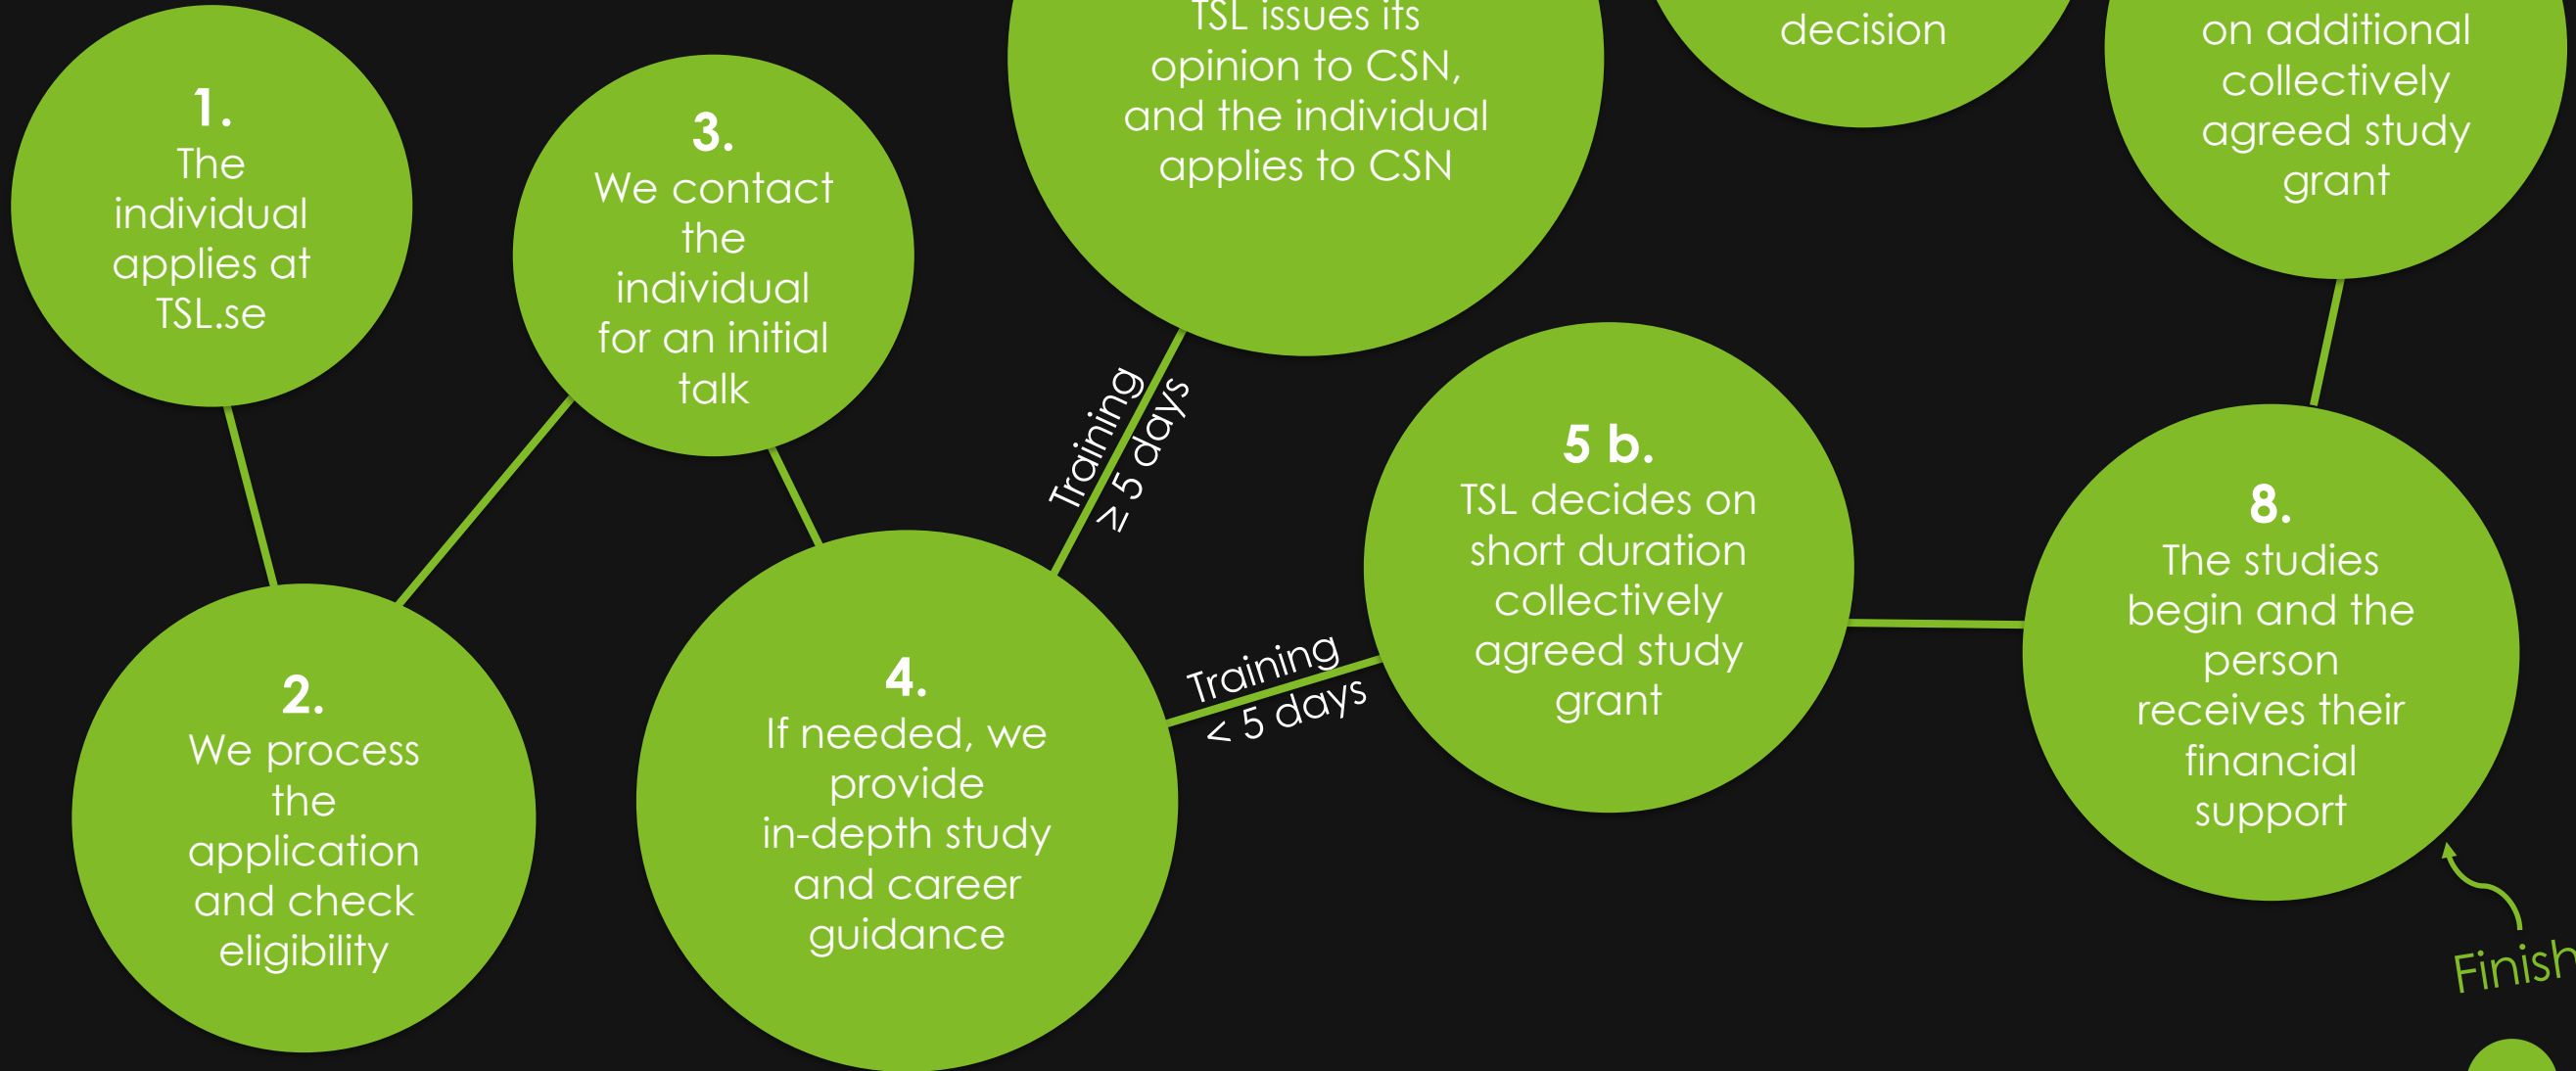 1.
The
individual
applies at
TSL.se
2.
We process
the
application
and check
eligibility
3.
We contact
the
individual
for an initial
talk
4.
If needed, we
provide
in-depth study
and career
guidance
Training
≥ 5 days
TSL issues its
opinion to CSN,
and the individual
applies to CSN
Training
< 5 days
5 b.
TSL decides on
short duration
collectively
agreed study
grant
decision
on additional
collectively
agreed study
grant
8.
The studies
begin and the
person
receives their
financial
support
Finish